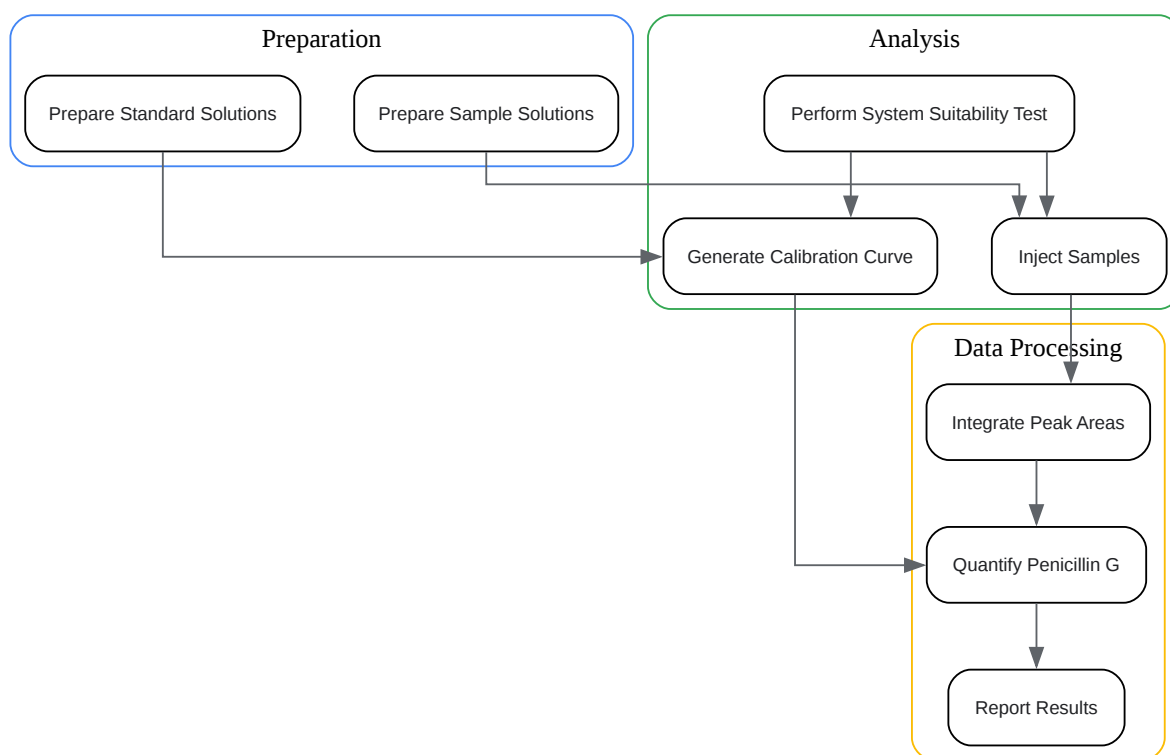 Preparation
Analysis
Prepare Standard Solutions
Prepare Sample Solutions
Perform System Suitability Test
Generate Calibration Curve
Inject Samples
Data Processing
Integrate Peak Areas
Quantify Penicillin G
Report Results